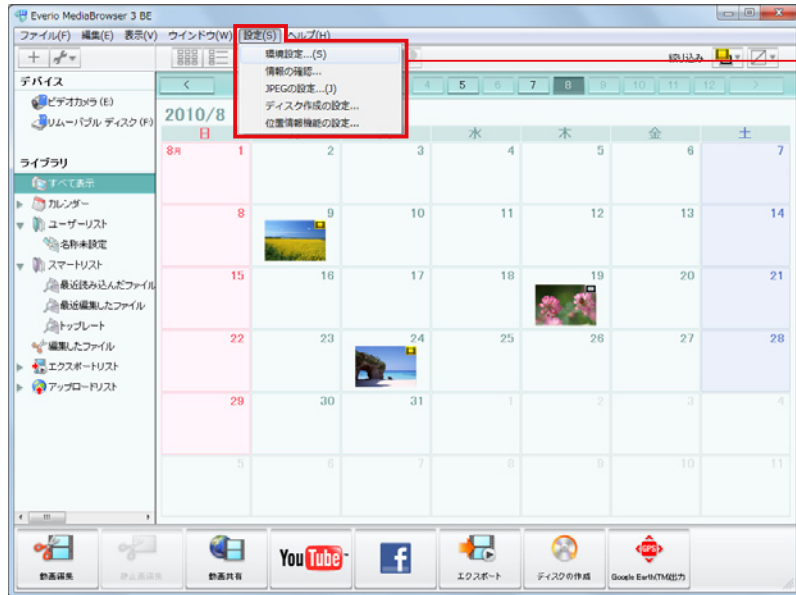 Everio MediaBrowser 3 BE
ファイル(F) 編集(E) 表示(V) ウインドウ(W) 設定(S) ヘルプ(H)
環境設定...(S)
情報の確認...
JPEGの設定...(J)
ディスク作成の設定...
位置情報機能の設定...
絞り込み
デバイス
ビデオカメラ (E)
リムーバブル ディスク (F)
< 4 5 6 7 8 9 10 11 12
2010/8
日 水 木 金 土
8月 1 2 3 4 5 6 7
8 9 10 11 12 13 14
15 16 17 18 19 20 21
22 23 24 25 26 27 28
29 30 31 1 2 3 4
5 6 7 8 9 10 11
ライブラリ
すべて表示
カレンダー
ユーザーリスト
名称未設定
スマートリスト
最近読み込んだファイル
最近編集したファイル
トップレート
編集したファイル
エクスポートリスト
アップロードリスト
動画編集
静止画編集
動画共有
YouTube
f
エクスポート
ディスクの作成
GPS
Google Earth(TM)出力